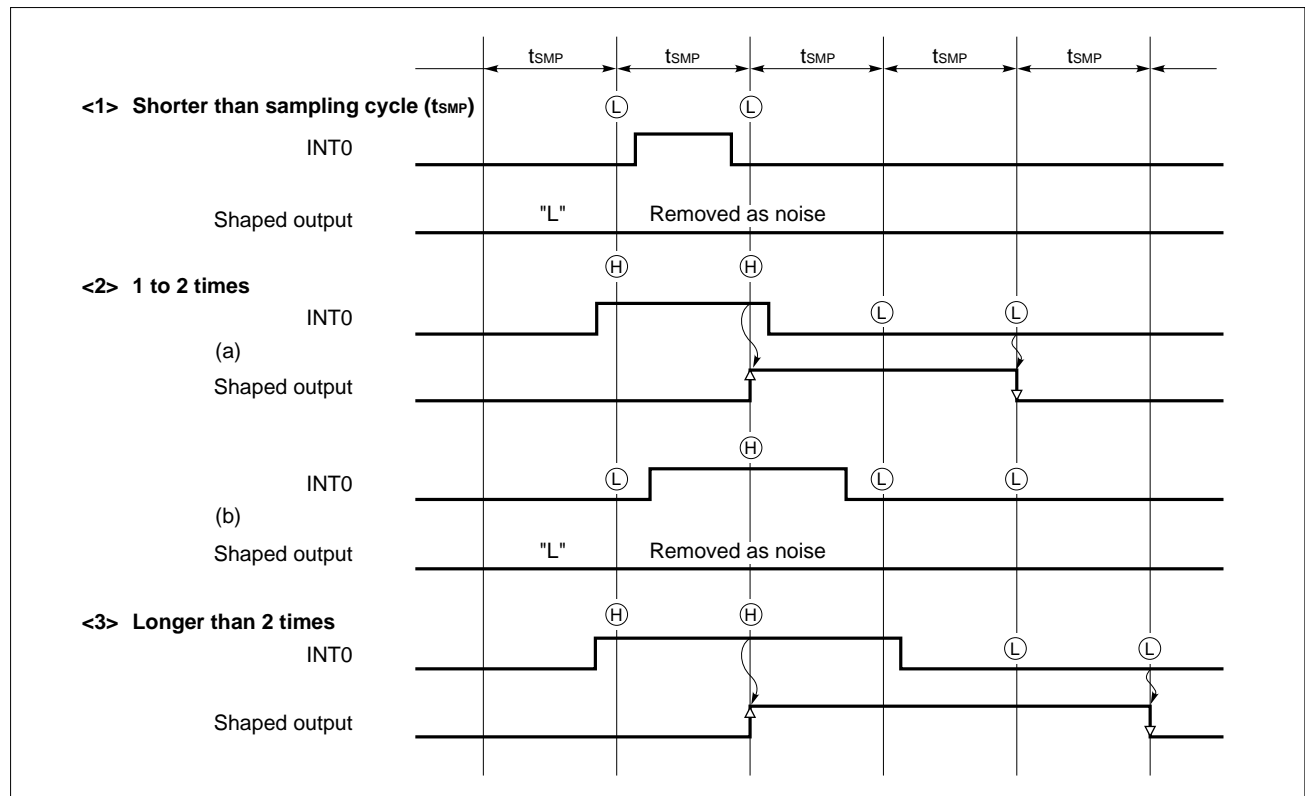 tSMP tSMP tSMP tSMP tSMP
<1> Shorter than sampling cycle (tSMP)
L L
INT0
Shaped output "L" Removed as noise
H H
<2> 1 to 2 times
INT0 L L
(a)
Shaped output
H
INT0 L L L
(b)
Shaped output "L" Removed as noise
<3> Longer than 2 times H H
INT0 L L
Shaped output